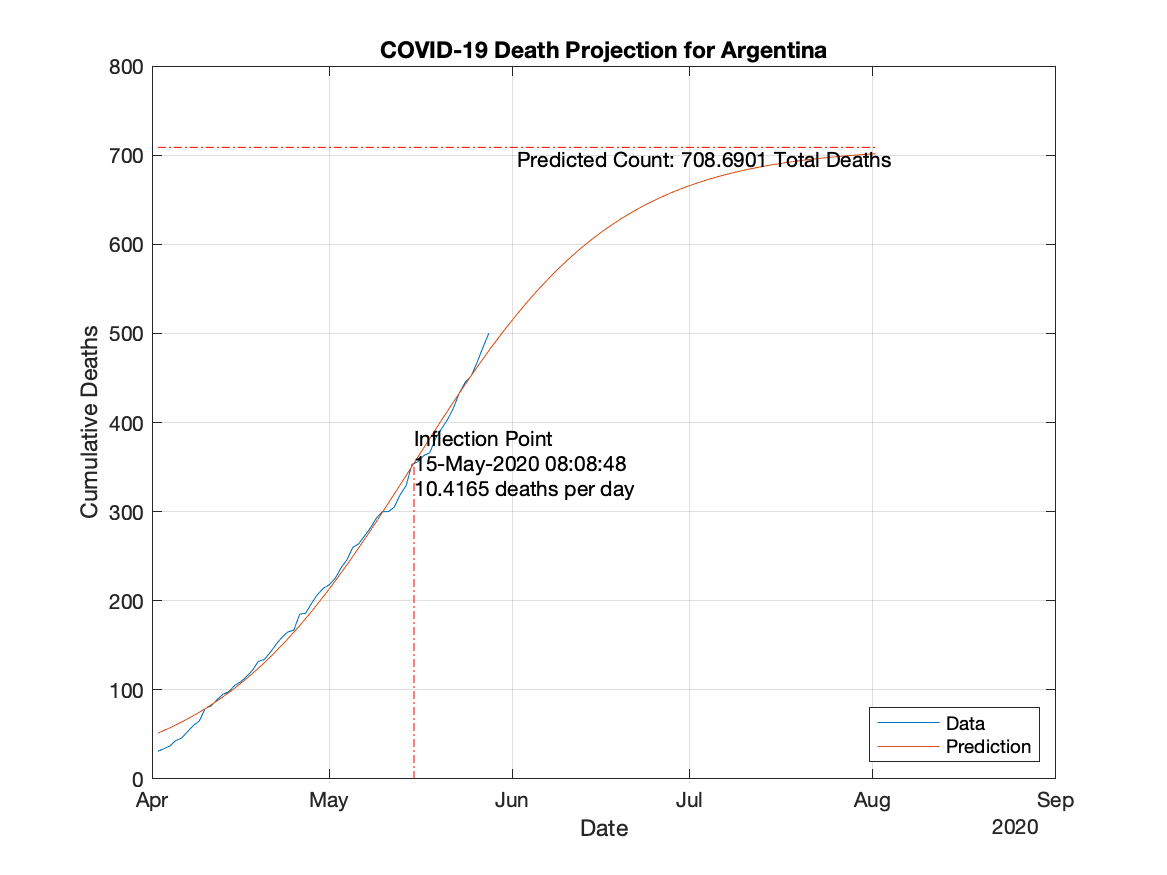 COVID-19 Death Projection for Argentina
800
700
600
500
400
300
200
100
0
Cumulative Deaths
Predicted Count: 708.6901 Total Deaths
Inflection Point
15-May-2020 08:08:48
10.4165 deaths per day
Data
Prediction
Apr May Jun Jul Aug Sep
Date
2020